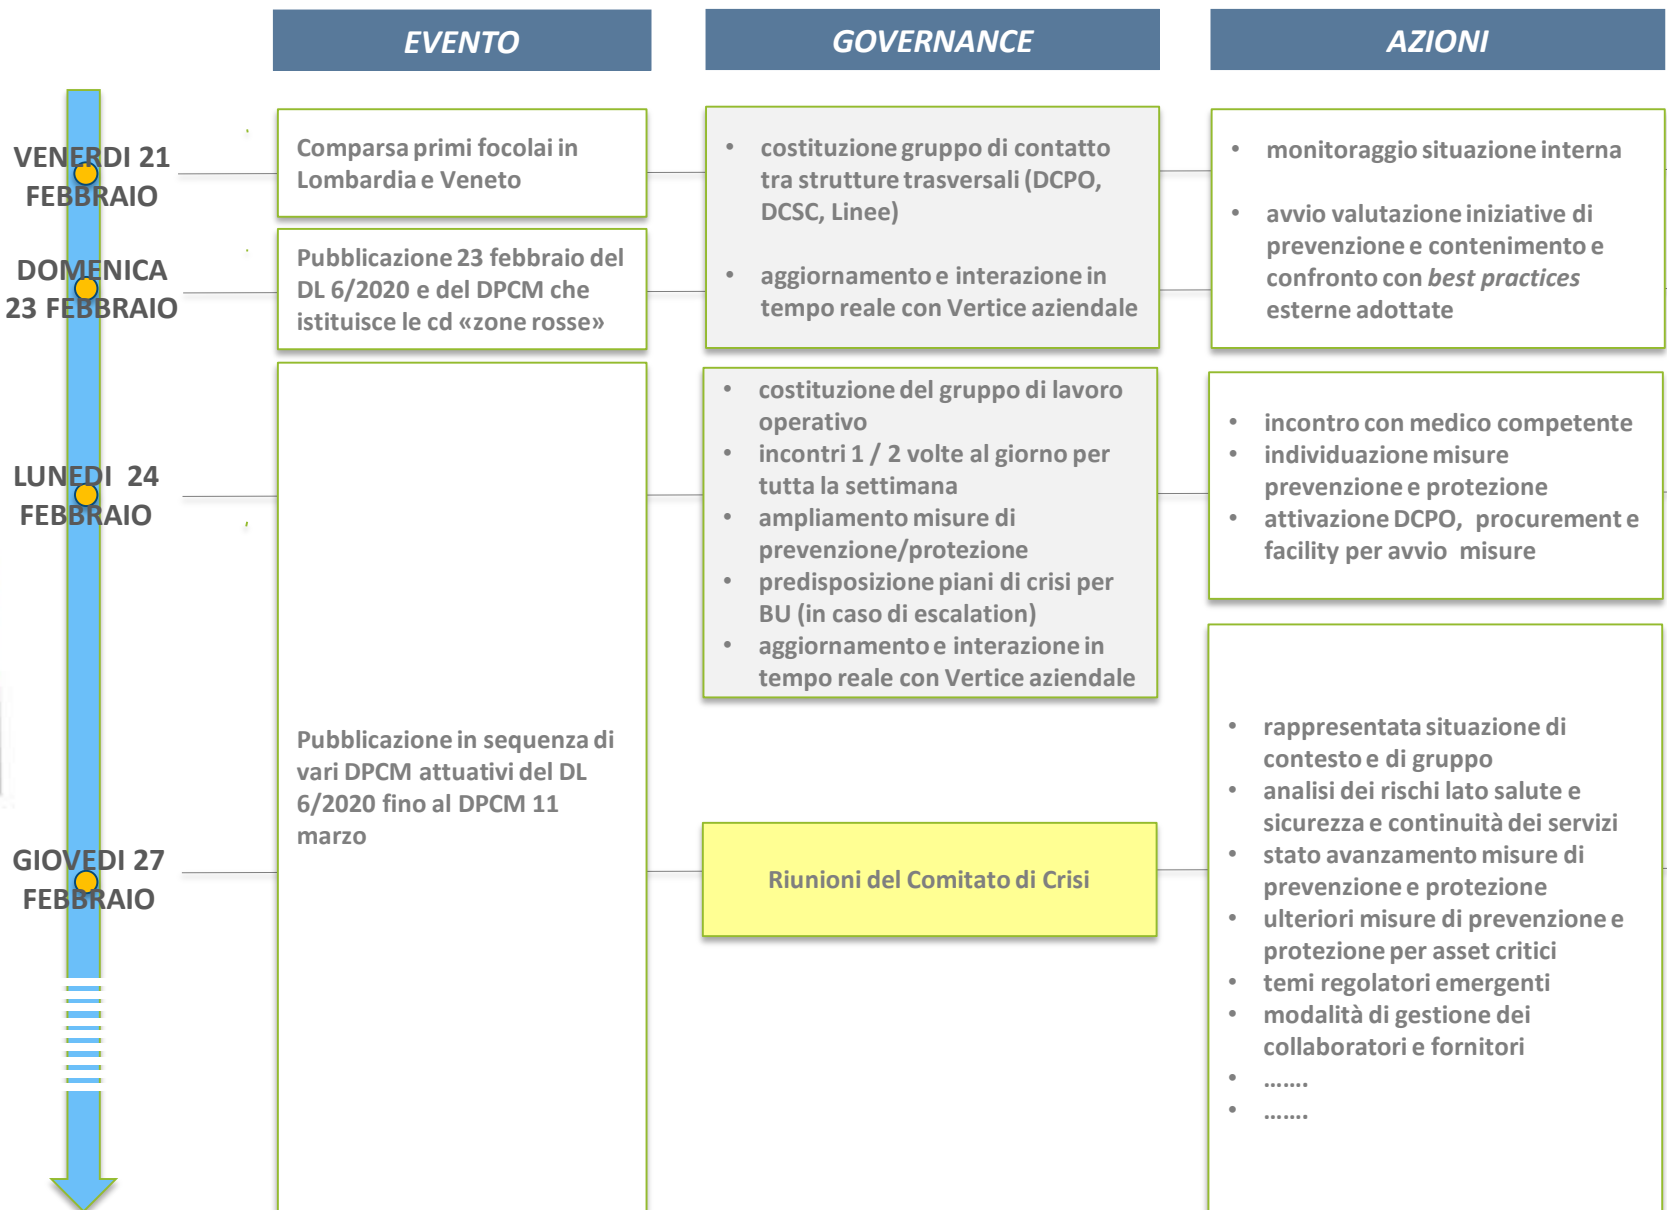 EVENTO
GOVERNANCE
AZIONI
VENERDI 21
FEBBRAIO
Comparsa primi focolai in
Lombardia e Veneto
• costituzione gruppo di contatto
tra strutture trasversali (DCPO,
DCSC, Linee)
• aggiornamento e interazione in
tempo reale con Vertice aziendale
• monitoraggio situazione interna
• avvio valutazione iniziative di
prevenzione e contenimento e
confronto con best practices
esterne adottate
DOMENICA
23 FEBBRAIO
Pubblicazione 23 febbraio del
DL 6/2020 e del DPCM che
istituisce le cd «zone rosse»
LUNEDI 24
FEBBRAIO
• costituzione del gruppo di lavoro
operativo
• incontri 1 / 2 volte al giorno per
tutta la settimana
• ampliamento misure di
prevenzione/protezione
• predisposizione piani di crisi per
BU (in caso di escalation)
• aggiornamento e interazione in
tempo reale con Vertice aziendale
• incontro con medico competente
• individuazione misure
prevenzione e protezione
• attivazione DCPO, procurement e
facility per avvio misure
Pubblicazione in sequenza di
vari DPCM attuativi del DL
6/2020 fino al DPCM 11
marzo
GIOVEDI 27
FEBBRAIO
Riunioni del Comitato di Crisi
• rappresentata situazione di
contesto e di gruppo
• analisi dei rischi lato salute e
sicurezza e continuità dei servizi
• stato avanzamento misure di
prevenzione e protezione
• ulteriori misure di prevenzione e
protezione per asset critici
• temi regolatori emergenti
• modalità di gestione dei
collaboratori e fornitori
• …….
• …….